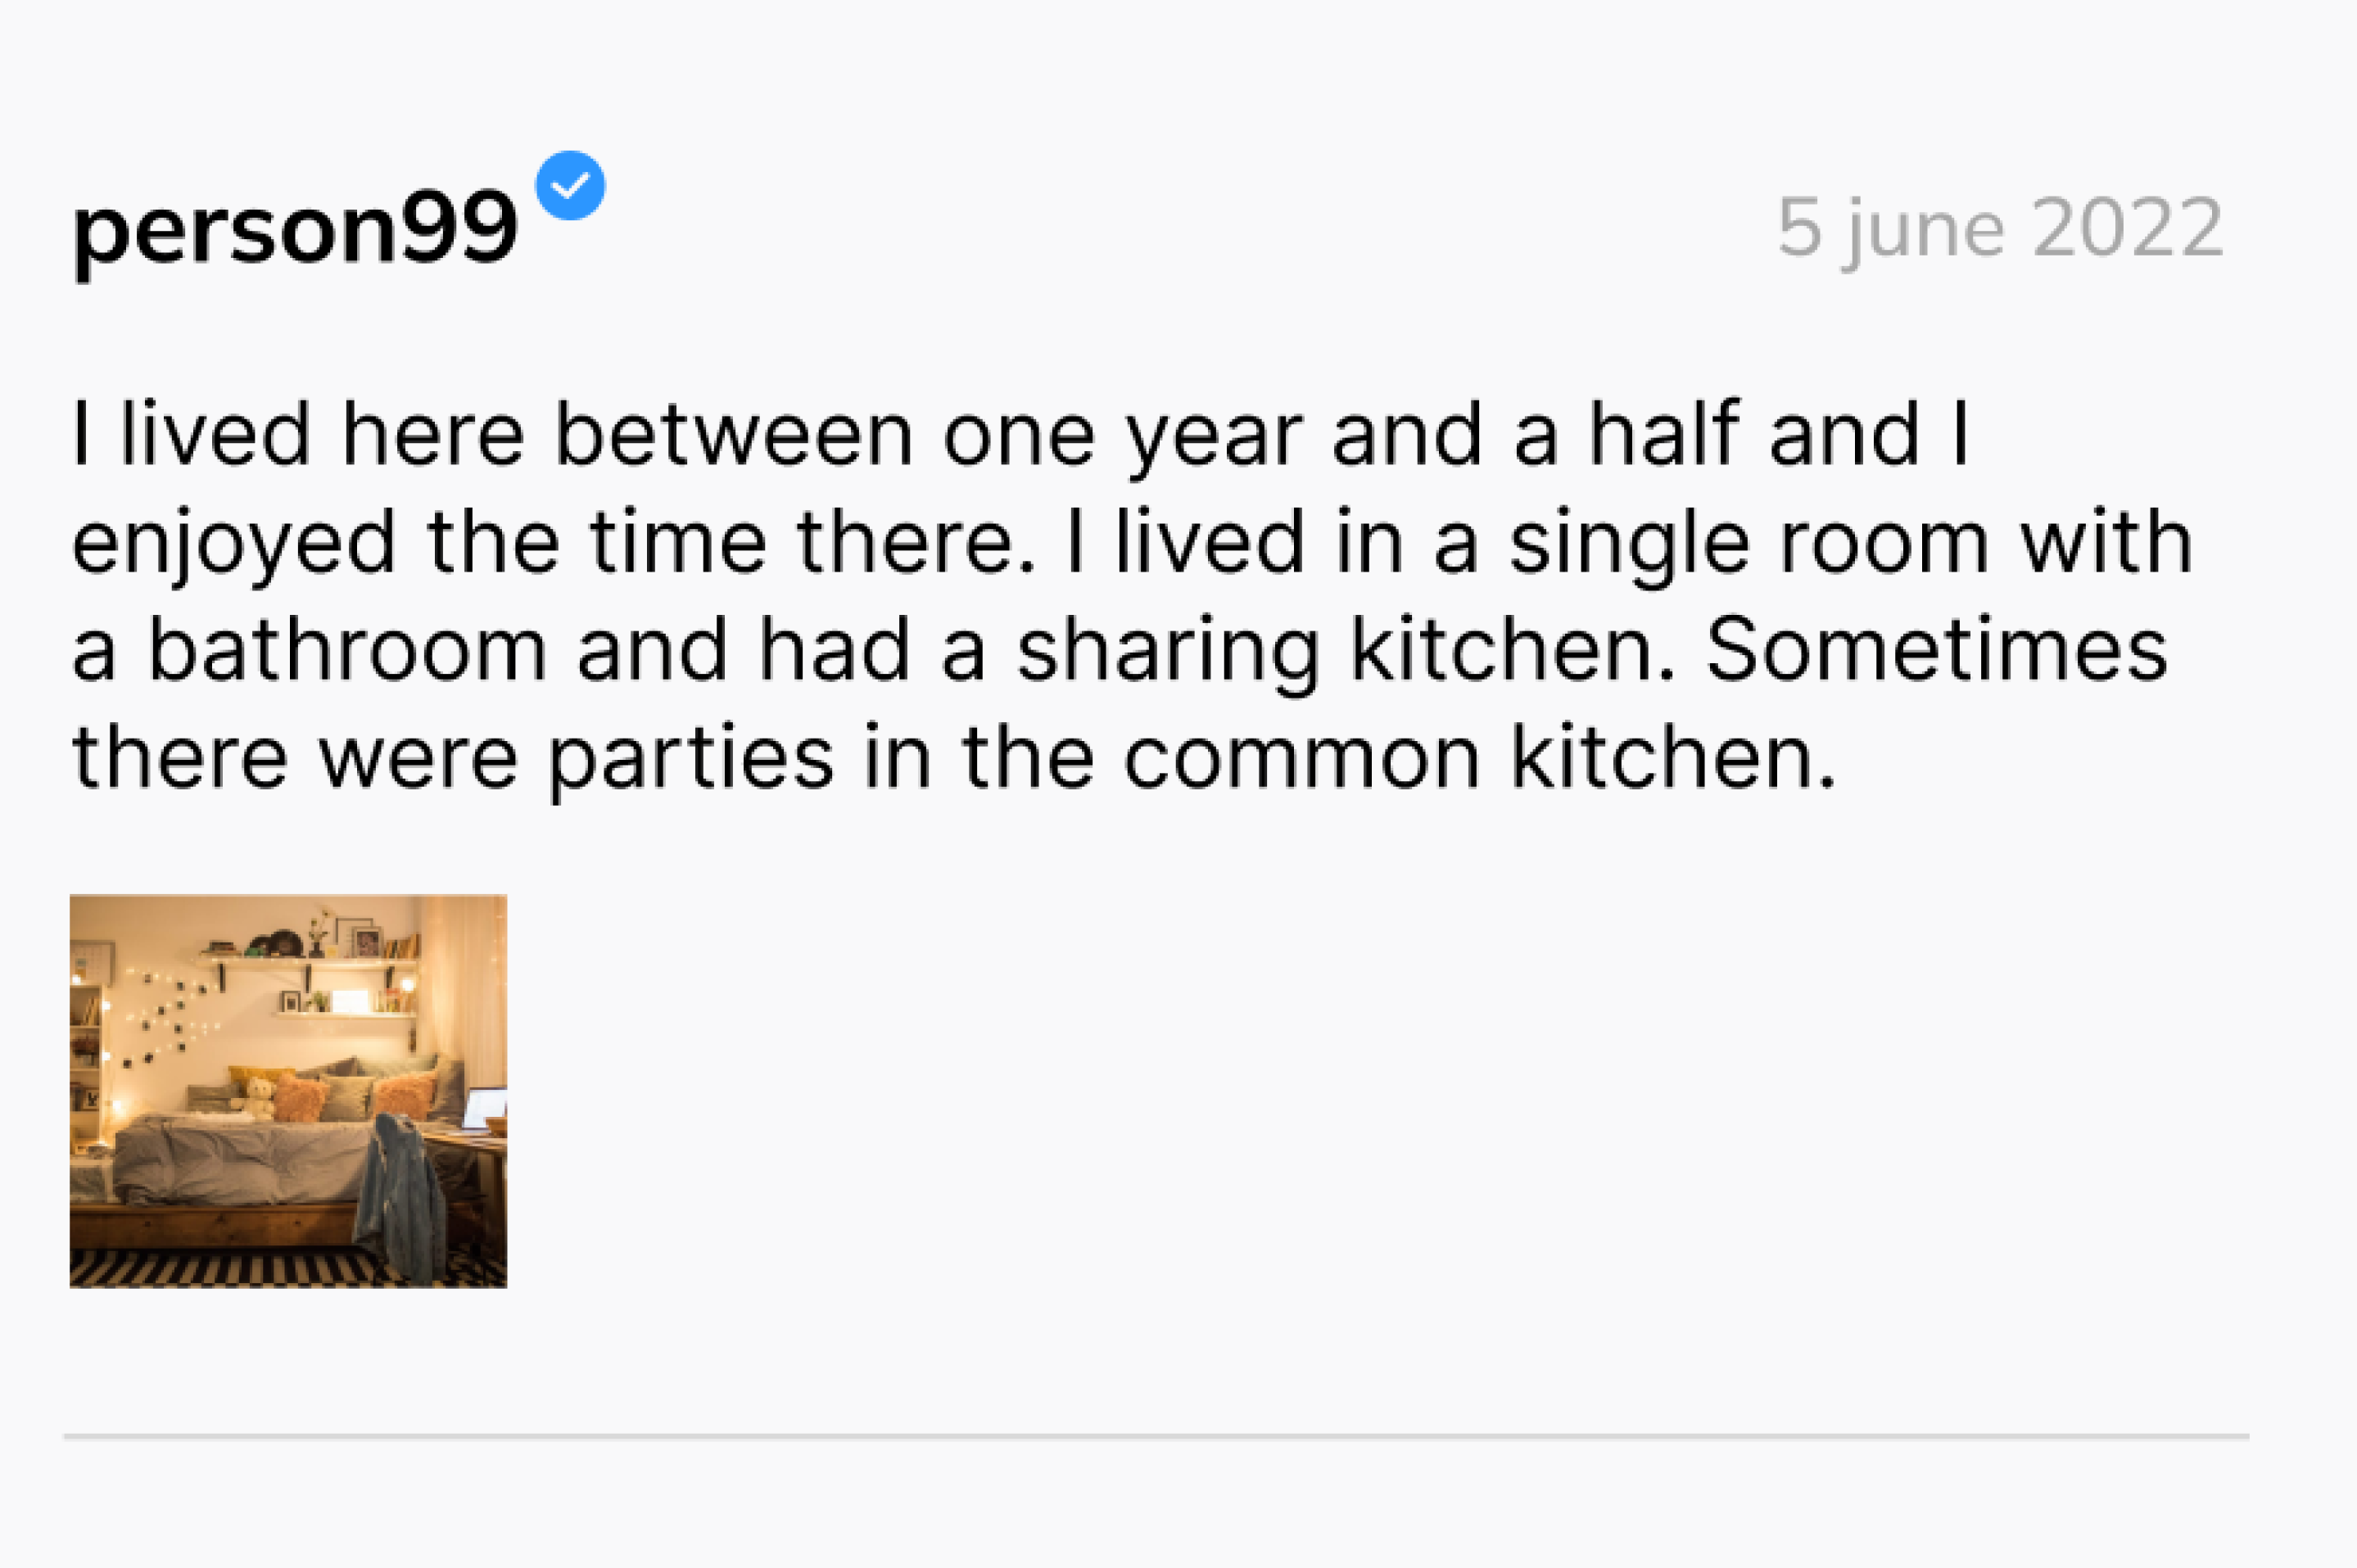 person99
5 june 2022
I lived here between one year and a half and I
enjoyed the time there. I lived in a single room with
a bathroom and had a sharing kitchen. Sometimes
there were parties in the common kitchen.